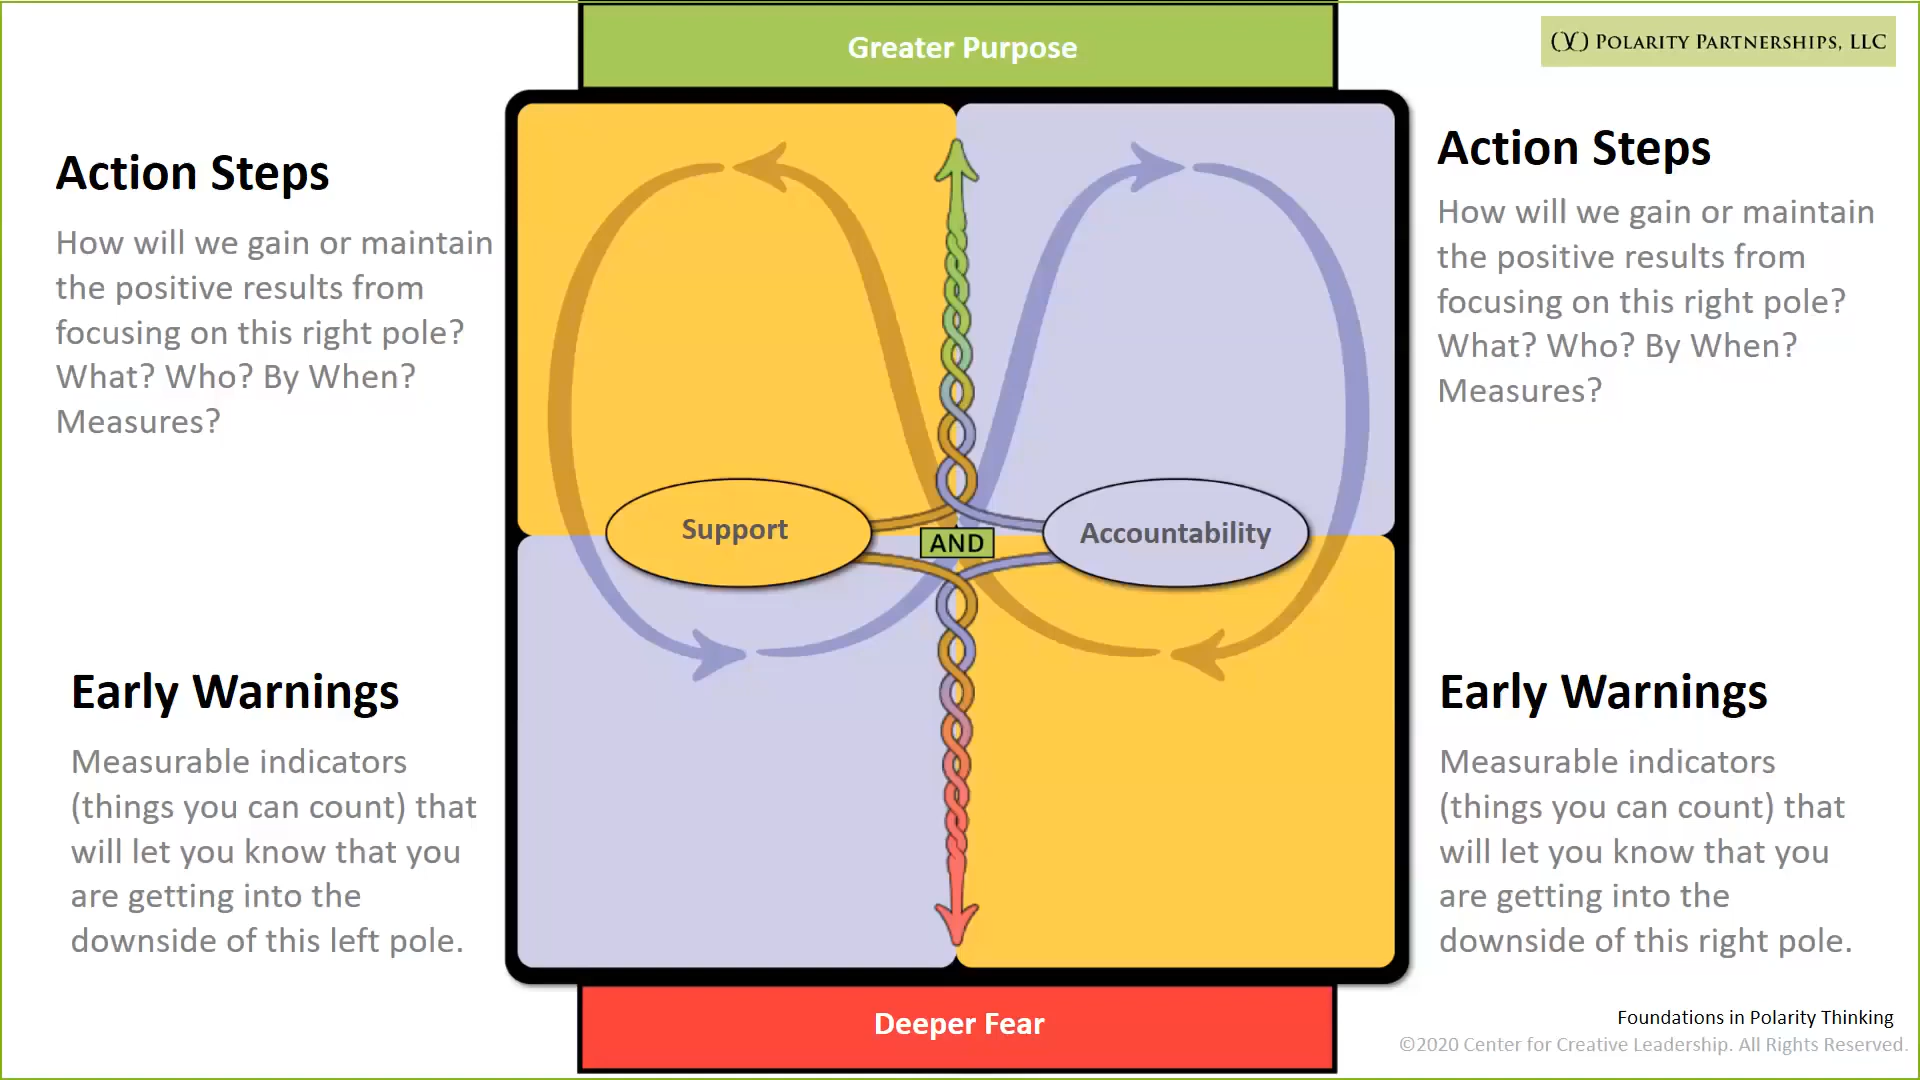 Greater Purpose
(Y) POLARITY PARTNERSHIPS, LLC
Action Steps
How will we gain or maintain
the positive results from
focusing on this right pole?
What? Who? By When?
Measures?
Action Steps
How will we gain or maintain
the positive results from
focusing on this right pole?
What? Who? By When?
Measures?
Support
AND
Accountability
Early Warnings
Measurable indicators
(things you can count) that
will let you know that you
are getting into the
downside of this left pole.
Early Warnings
Measurable indicators
(things you can count) that
will let you know that you
are getting into the
downside of this right pole.
Deeper Fear
Foundations in Polarity Thinking
©2020 Center for Creative Leadership. All Rights Reserved.